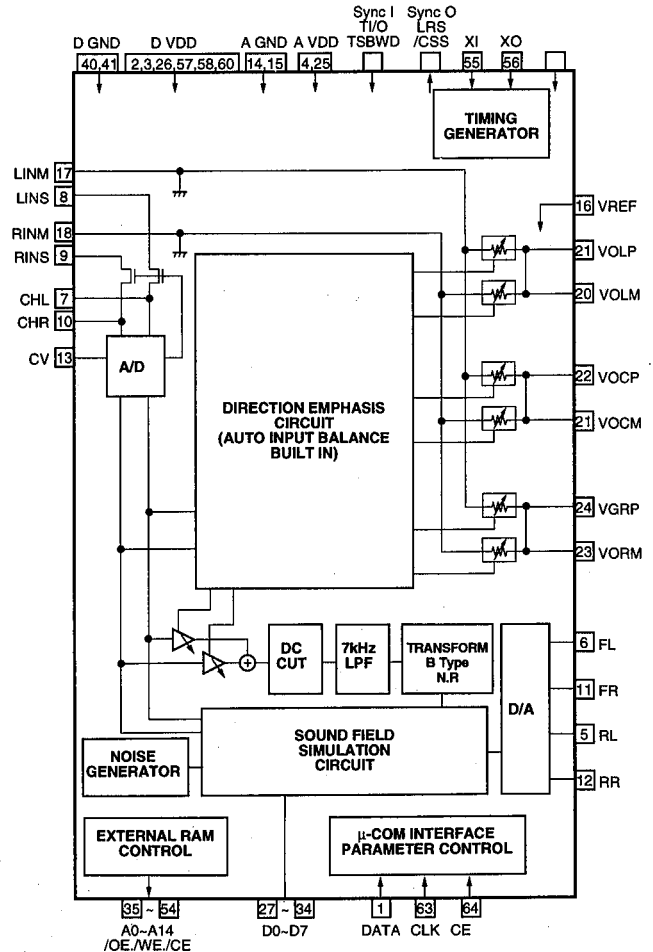 Sync I Sync O
TI/O LRS
D GND D VDD A GND A VDD TSBWD /CSS XI XO
40,41 2,3,26,57,58,60 14,15 4,25 55 56
TIMING
GENERATOR
LINM 17
LINS 8
16 VREF
RINM 18
21 VOLP
RINS 9
20 VOLM
CHL 7
CHR 10
CV 13
A/D
22 VOCP
DIRECTION EMPHASIS
CIRCUIT
(AUTO INPUT BALANCE
BUILT IN)
21 VOCM
24 VGRP
23 VORM
DC
CUT
7kHz
LPF
TRANSFORM
B Type
N.R
6 FL
11 FR
D/A
5 RL
12 RR
SOUND FIELD
SIMULATION
CIRCUIT
NOISE
GENERATOR
EXTERNAL RAM
CONTROL
μ-COM INTERFACE
PARAMETER CONTROL
35 ~ 54 27 ~ 34 1 63 64
A0~A14 D0~D7 DATA CLK CE
/OE./WE./CE